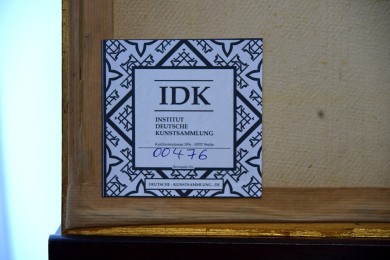 IDK
INSTITUT
DEUTSCHE
KUNSTSAMMLUNG
00476
DEUTSCHE - KUNSTSAMMLUNG . DE